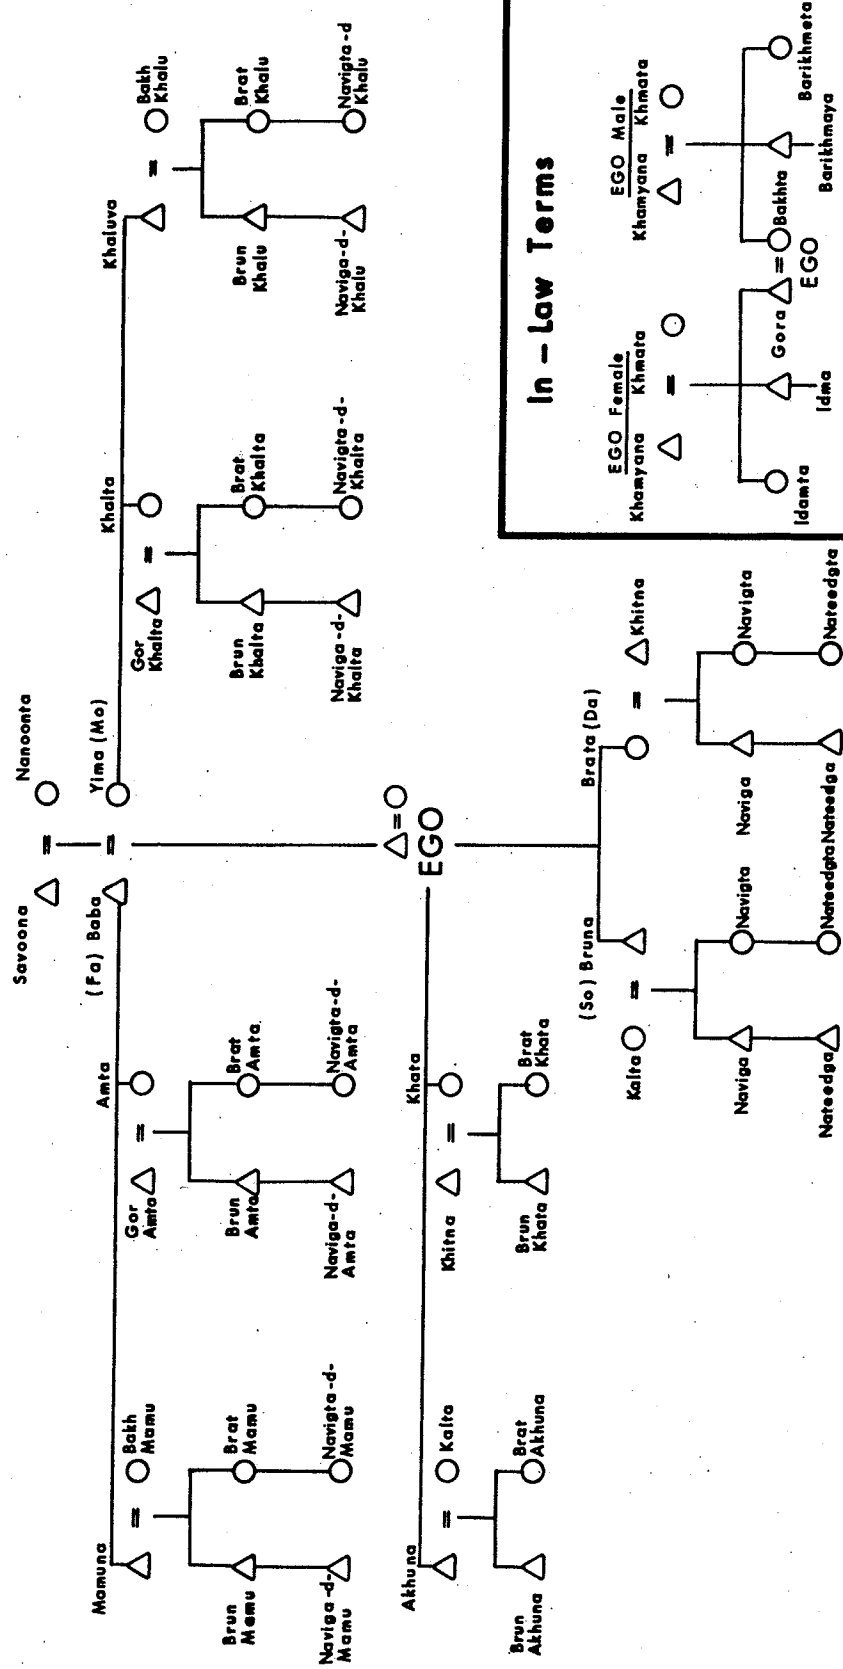 Savoona
Nanoonta
(Fa) Baba
Yima (Mo)
Mamuna
Bakh
Mamu
Brun
Mamu
Brat
Mamu
Naviga-d-
Mamu
Navigta-d-
Mamu
Amta
Gor
Amta
Brun
Amta
Brat
Amta
Naviga-d-
Amta
Navigta-d-
Amta
Khalta
Gor
Khalta
Brun
Khalta
Brat
Khalta
Naviga-d-
Khalta
Navigta-d-
Khalta
Khaluva
Bakh
Khalu
Brun
Khalu
Brat
Khalu
Naviga-d-
Khalu
Navigta-d
Khalu
EGO
Akhuna
Kalta
Brun
Akhuna
Brat
Akhuna
Khata
Khitna
Brun
Khata
Brat
Khata
(So) Bruna
Brata (Da)
Kalta
Khitna
Naviga
Navigta
Naviga
Navigta
Nateedga
Nateedgta
Nateedga
Nateedgta
In-Law Terms
EGO Female
Khamyana Khmata
EGO Male
Khamyana Khmata
Idamta
Idma
Gora
EGO
Bakhta
Barikhmaya
Barikhmeta